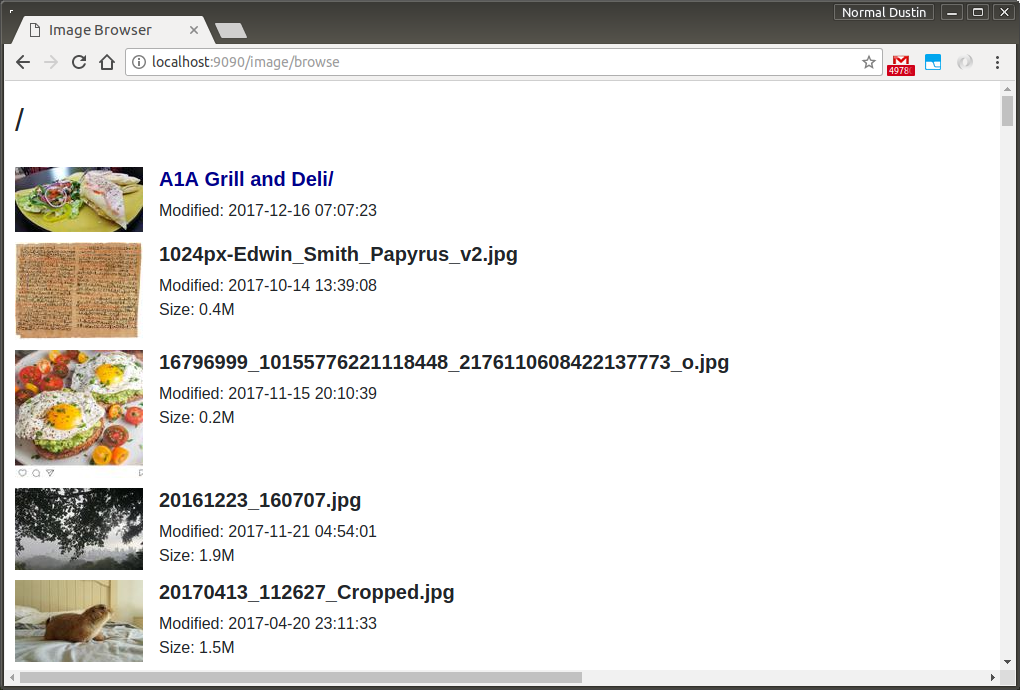 Normal Dustin
Image Browser
localhost:9090/image/browse
/
A1A Grill and Deli/
Modified: 2017-12-16 07:07:23
1024px-Edwin_Smith_Papyrus_v2.jpg
Modified: 2017-10-14 13:39:08
Size: 0.4M
16796999_10155776221118448_2176110608422137773_o.jpg
Modified: 2017-11-15 20:10:39
Size: 0.2M
20161223_160707.jpg
Modified: 2017-11-21 04:54:01
Size: 1.9M
20170413_112627_Cropped.jpg
Modified: 2017-04-20 23:11:33
Size: 1.5M